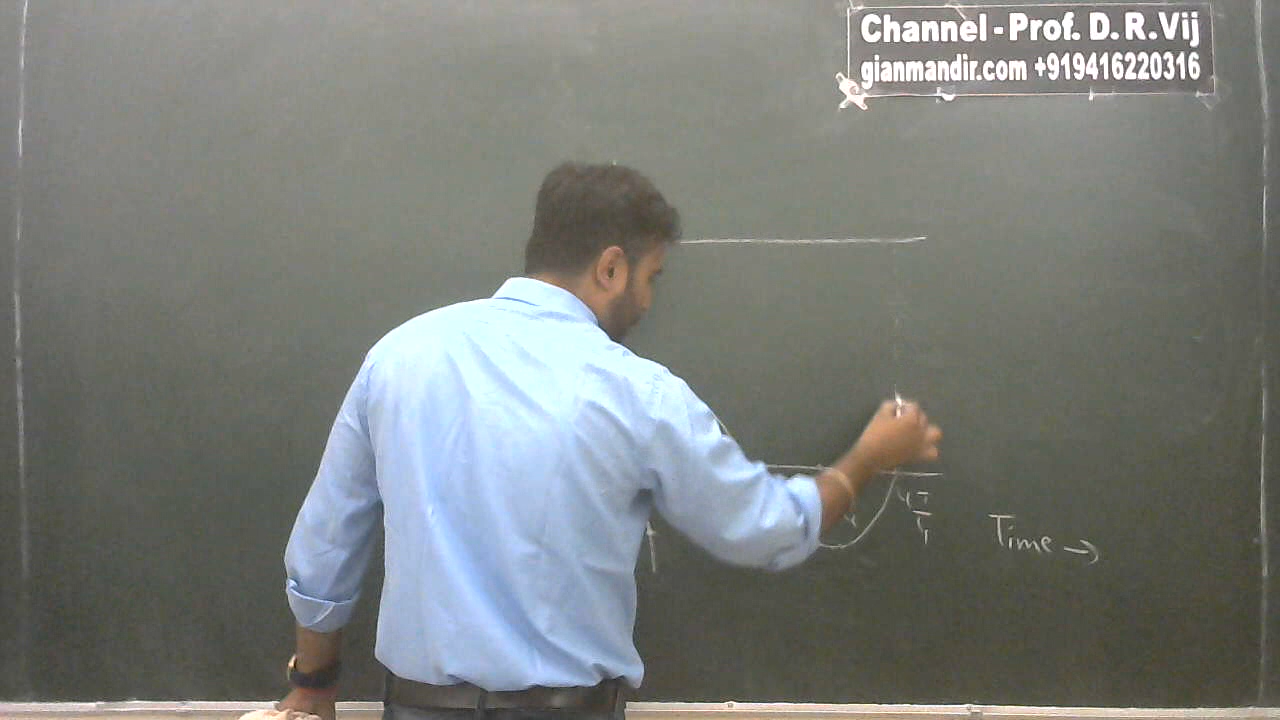 Channel - Prof. D. R. Vij
gianmandir.com +919416220316
Time →